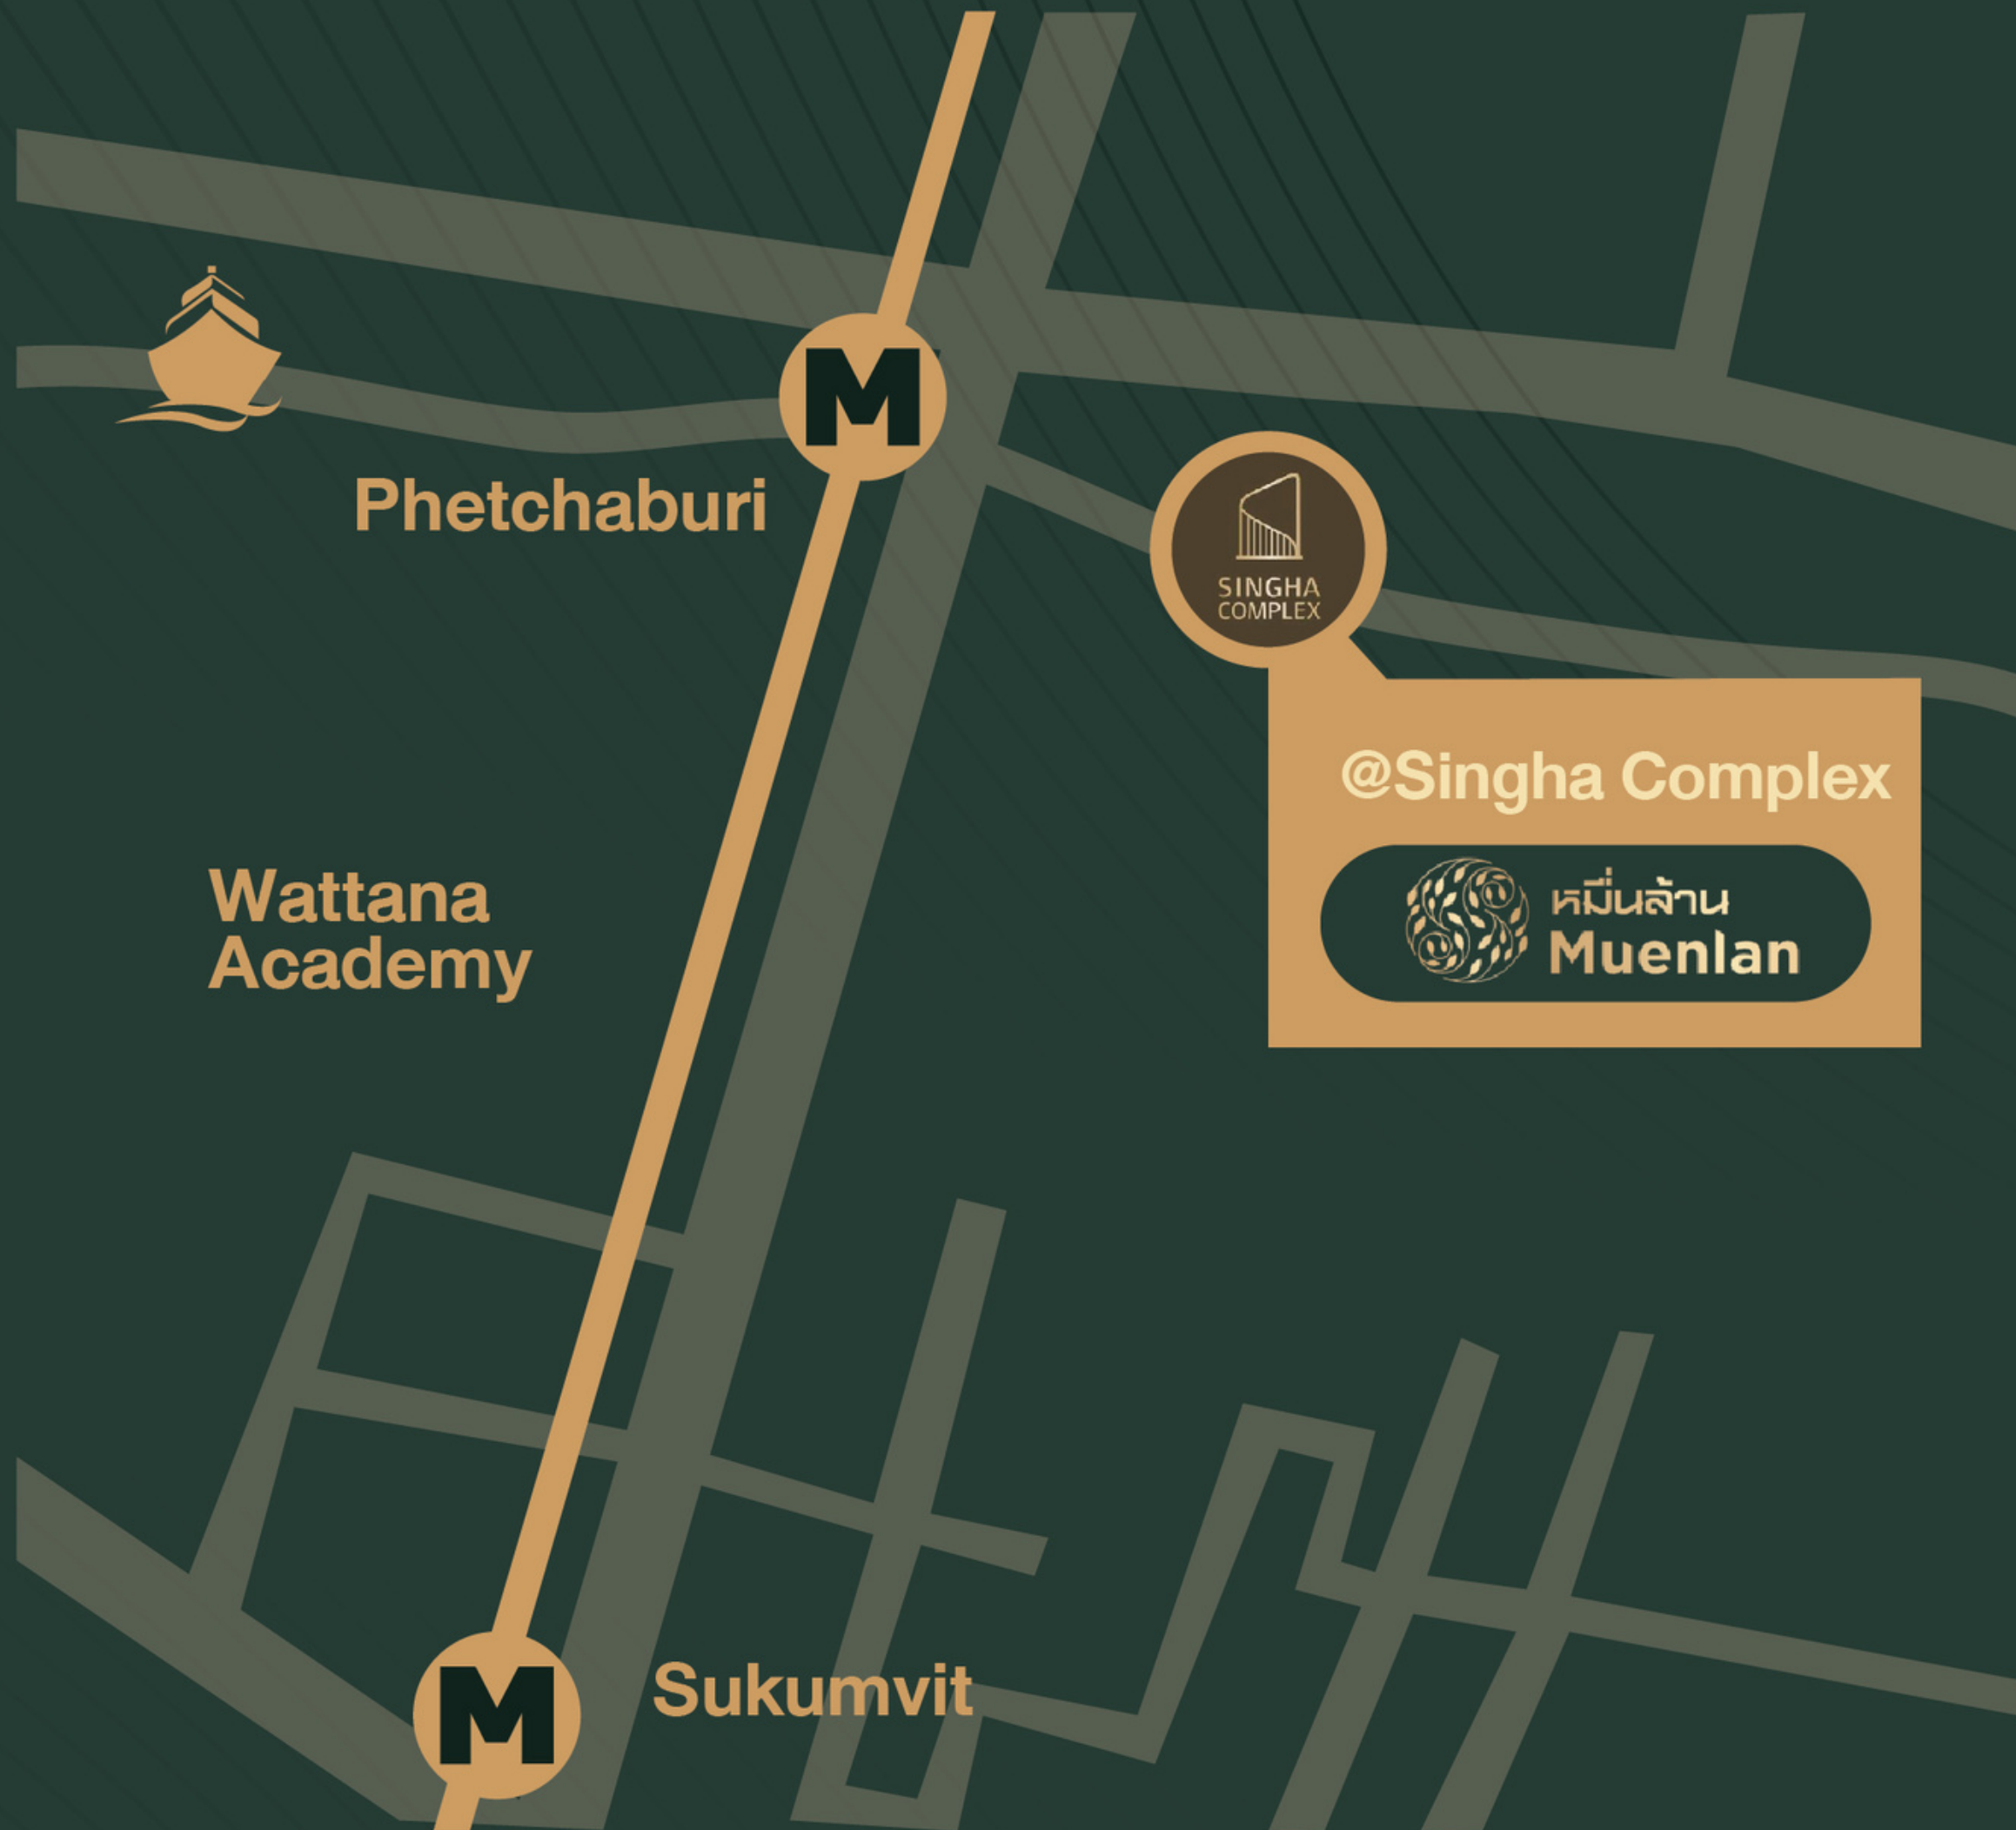 M
Phetchaburi
SINGHA
COMPLEX
@Singha Complex
หมื่นล้าน
Muenlan
Wattana
Academy
M
Sukumvit